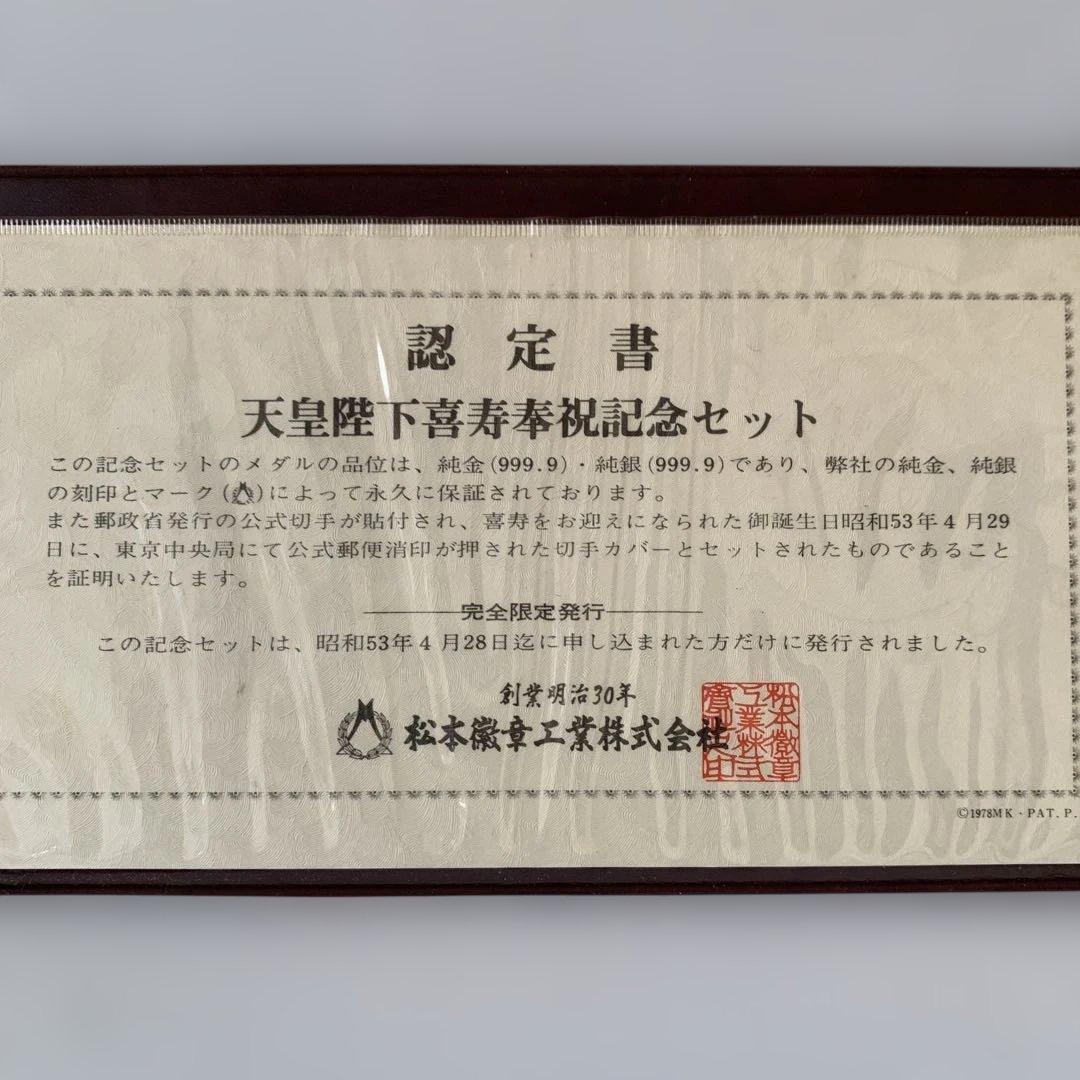 認定書
天皇陛下喜寿奉祝記念セット
この記念セットのメダルの品位は、純金(999.9)・純銀(999.9)であり、弊社の純金、純銀
の刻印とマーク( )によって永久に保証されております。
また郵政省発行の公式切手が貼付され、喜寿をお迎えになられた御誕生日昭和53年4月29
日に、東京中央局にて公式郵便消印が押された切手カバーとセットされたものであること
を証明いたします。
完全限定発行
この記念セットは、昭和53年4月28日迄に申し込まれた方だけに発行されました。
創業明治30年
松本徽章工業株式会社
©1978MK・PAT.P.